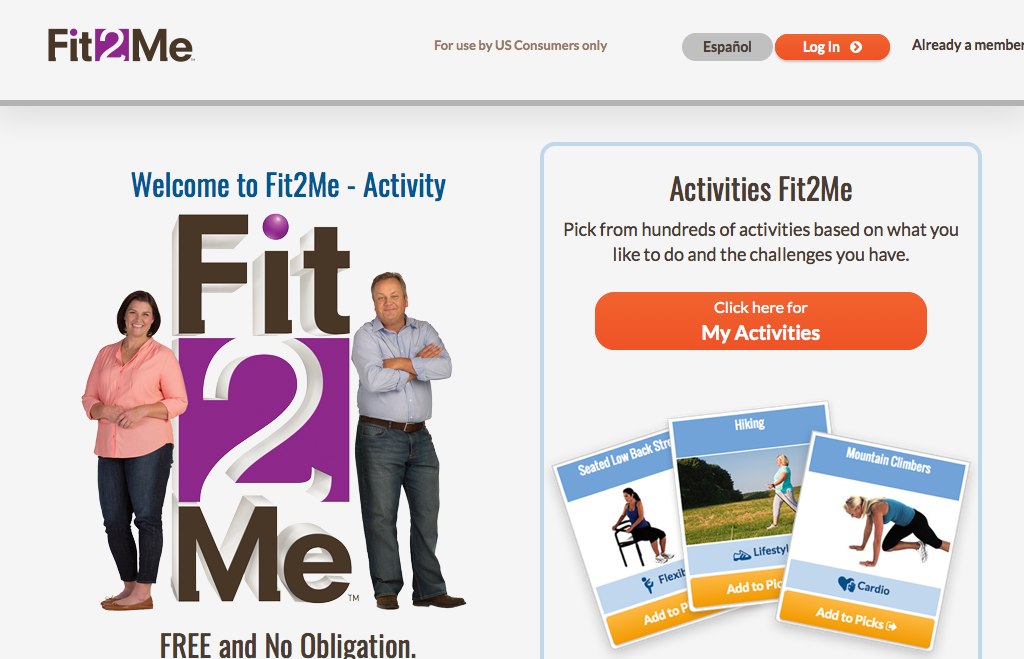 Fit2Me™
For use by US Consumers only
Español
Log In
Already a member
Welcome to Fit2Me - Activity
Fit
2
Me™
FREE and No Obligation.
Activities Fit2Me
Pick from hundreds of activities based on what you
like to do and the challenges you have.
Click here for
My Activities
Seated Low Back Stre
Flexib
Add to P
Hiking
Lifestyl
Add to Pic
Mountain Climbers
Cardio
Add to Picks